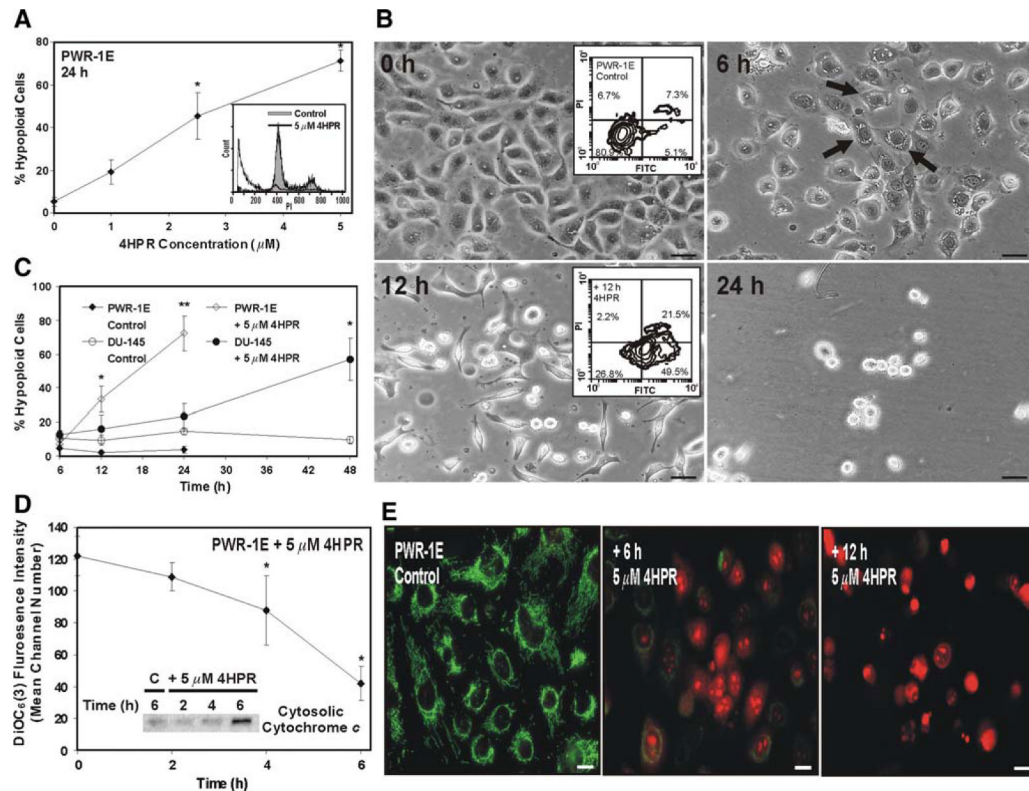 A
PWR-1E
24 h
% Hypoploid Cells
80
60
40
20
0
*
*
Control
5 μM 4HPR
Count
0 200 400 600 800 1000
PI
0 1 2 3 4 5
4HPR Concentration (μM)
B
0 h
PWR-1E
Control
6.7% 7.3%
5.1%
PI
FITC
6 h
12 h
+ 12 h
4HPR
2.2% 21.5%
26.8% 49.5%
PI
FITC
24 h
C
% Hypoploid Cells
100
80
60
40
20
0
PWR-1E
Control
PWR-1E
+ 5 μM 4HPR
DU-145
Control
DU-145
+ 5 μM 4HPR
*
**
*
6 12 18 24 30 36 42 48
Time (h)
D
PWR-1E + 5 μM 4HPR
DiOC6(3) Fluroesence Intensity
(Mean Channel Number)
140
120
100
80
60
40
20
0
*
*
C + 5 μM 4HPR
Time (h) 6 2 4 6
Cytosolic
Cytochrome c
0 2 4 6
Time (h)
E
PWR-1E
Control
+ 6 h
5 μM 4HPR
+ 12 h
5 μM 4HPR